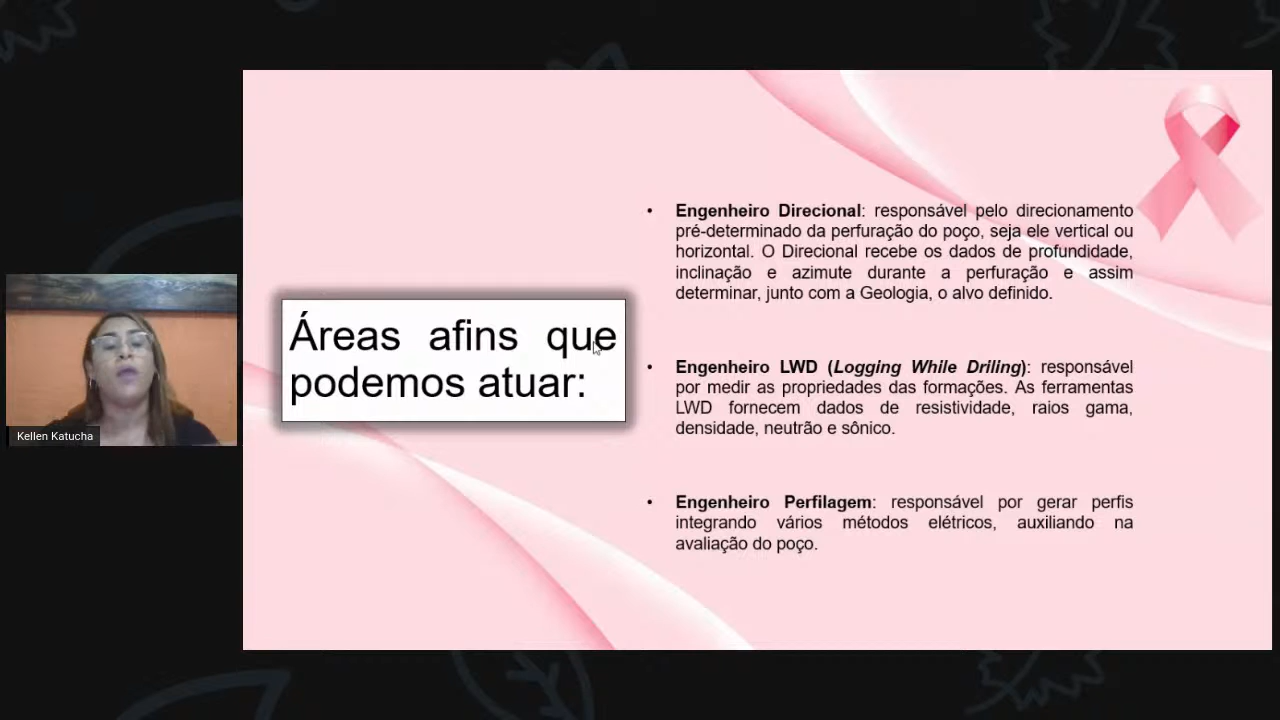 Áreas afins que
podemos atuar:
• Engenheiro Direcional: responsável pelo direcionamento
pré-determinado da perfuração do poço, seja ele vertical ou
horizontal. O Direcional recebe os dados de profundidade,
inclinação e azimute durante a perfuração e assim
determinar, junto com a Geologia, o alvo definido.
• Engenheiro LWD (Logging While Driling): responsável
por medir as propriedades das formações. As ferramentas
LWD fornecem dados de resistividade, raios gama,
densidade, neutrão e sônico.
• Engenheiro Perfilagem: responsável por gerar perfis
integrando vários métodos elétricos, auxiliando na
avaliação do poço.
Kellen Katucha